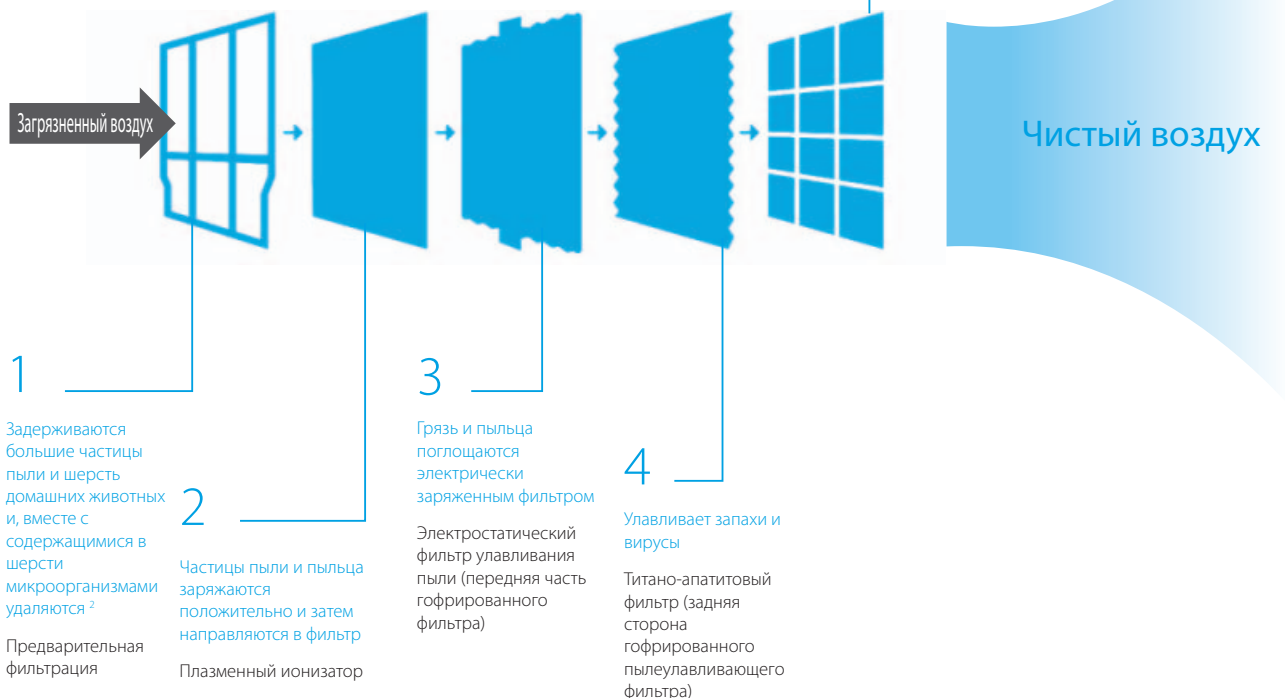 Загрязненный воздух
Чистый воздух
1
Задерживаются
большие частицы
пыли и шерсть
домашних животных
и, вместе с
содержащимися в
шерсти
микроорганизмами
удаляются ²
Предварительная
фильтрация
2
Частицы пыли и пыльца
заряжаются
положительно и затем
направляются в фильтр
Плазменный ионизатор
3
Грязь и пыльца
поглощаются
электрически
заряженным фильтром
Электростатический
фильтр улавливания
пыли (передняя часть
гофрированного
фильтра)
4
Улавливает запахи и
вирусы
Титано-апатитовый
фильтр (задняя
сторона
гофрированного
пылеулавливающего
фильтра)